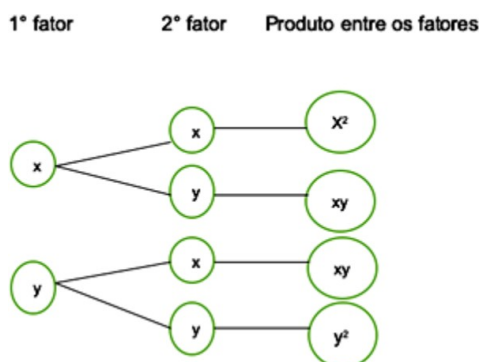 1° fator 2° fator Produto entre os fatores
x X²
x
y xy
x xy
y
y y²